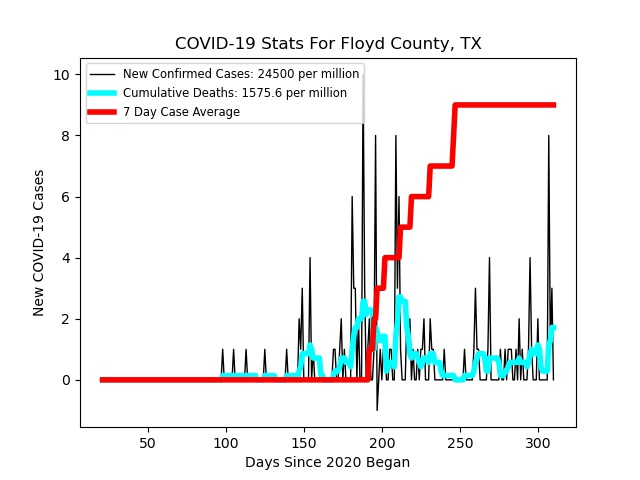 COVID-19 Stats For Floyd County, TX
New Confirmed Cases: 24500 per million
Cumulative Deaths: 1575.6 per million
7 Day Case Average
New COVID-19 Cases
10
8
6
4
2
0
50 100 150 200 250 300
Days Since 2020 Began